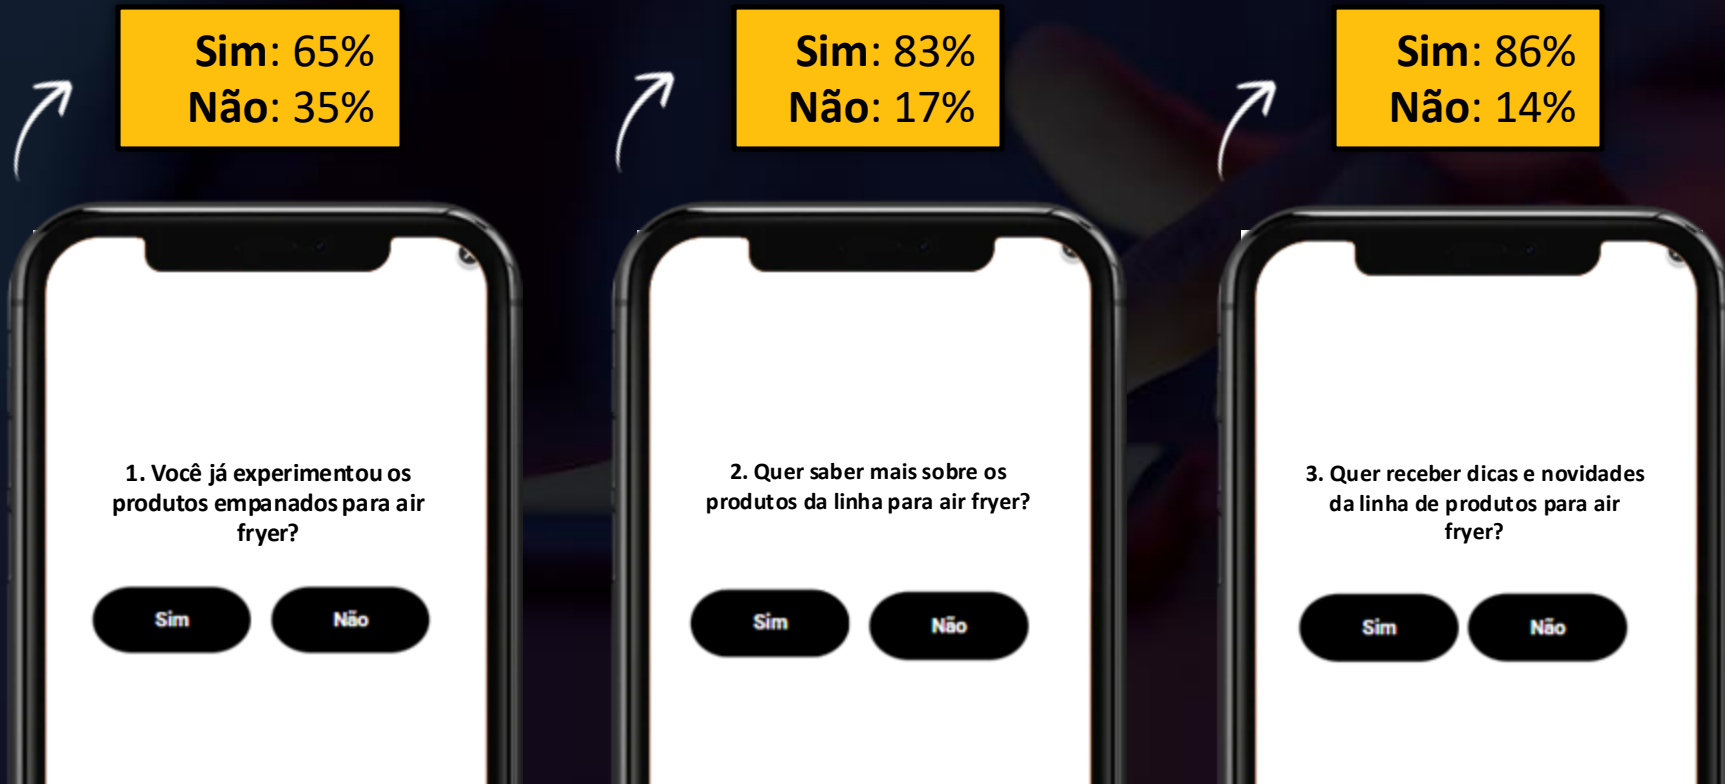 Sim: 65%
Não: 35%
Sim: 83%
Não: 17%
Sim: 86%
Não: 14%
1. Você já experimentou os
produtos empanados para air
fryer?
Sim
Não
2. Quer saber mais sobre os
produtos da linha para air fryer?
Sim
Não
3. Quer receber dicas e novidades
da linha de produtos para air
fryer?
Sim
Não